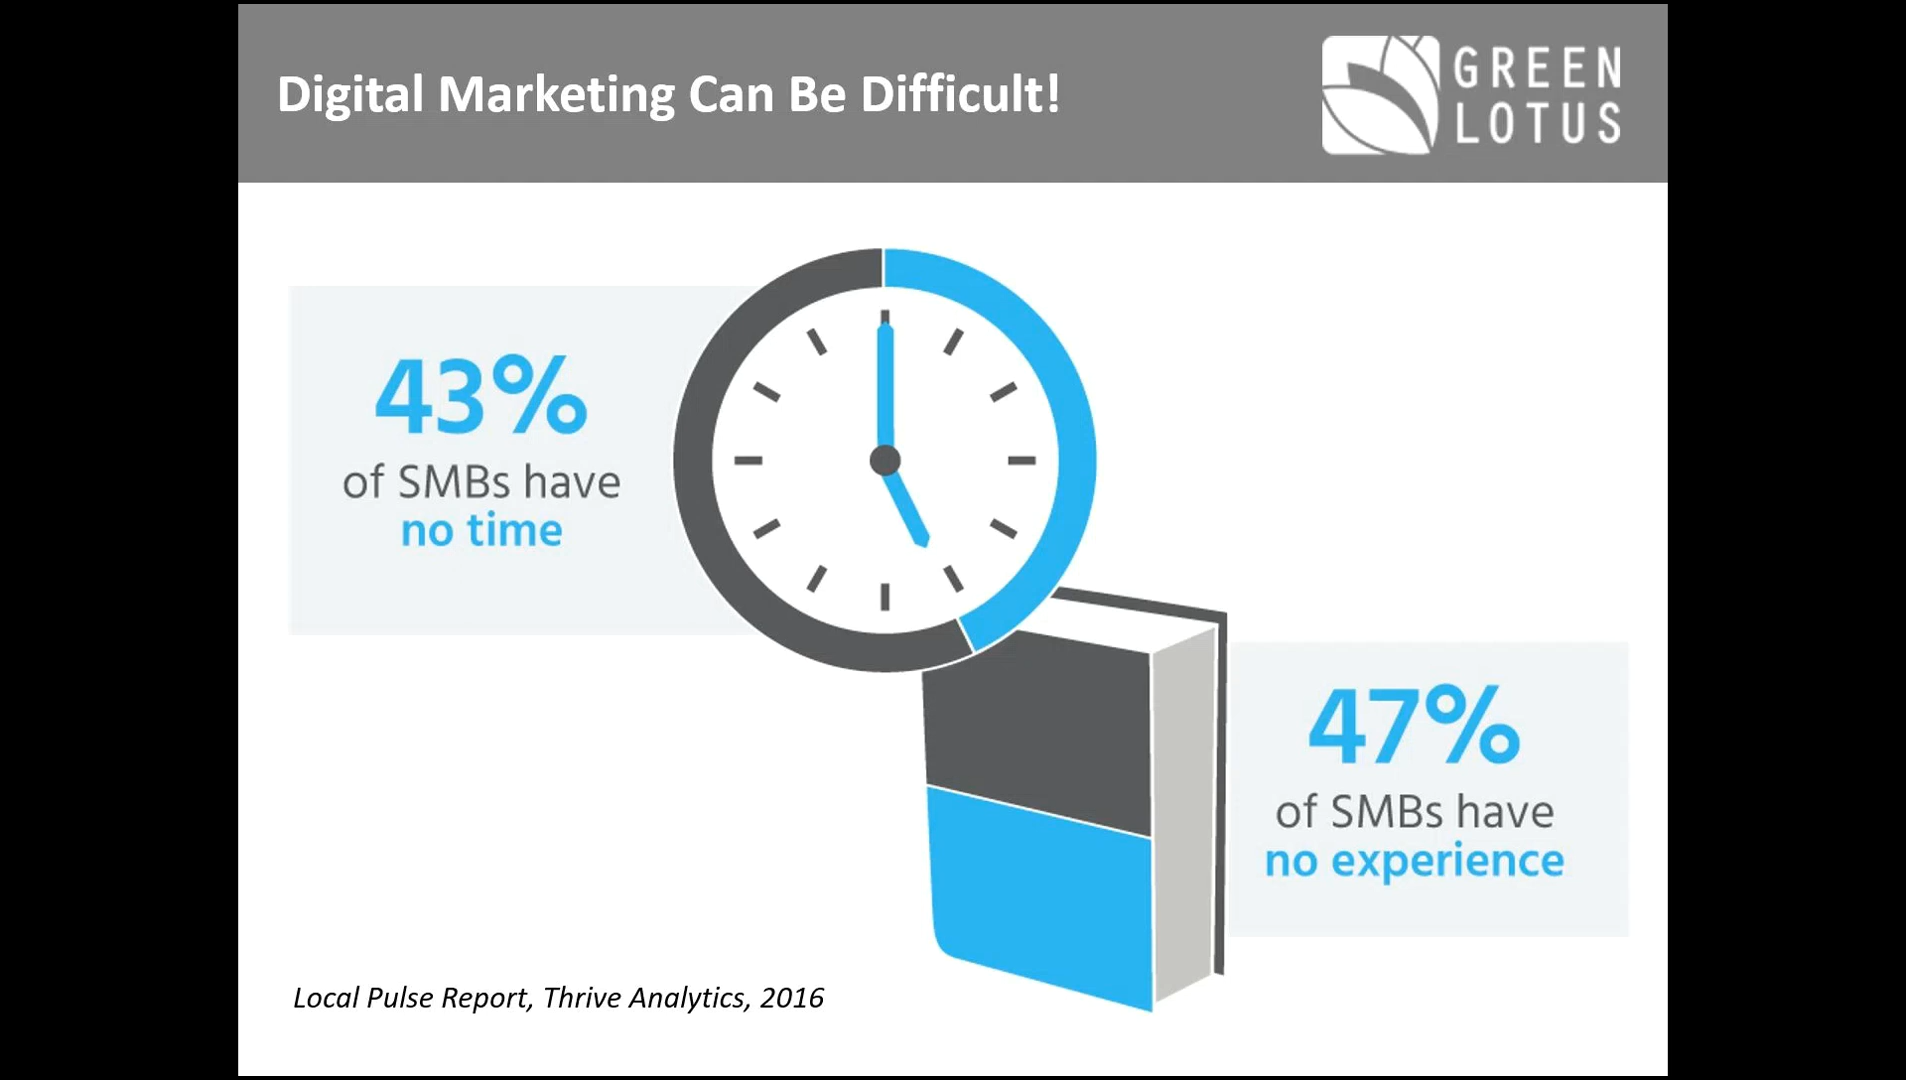 Digital Marketing Can Be Difficult!
GREEN
LOTUS
43%
of SMBs have
no time
47%
of SMBs have
no experience
Local Pulse Report, Thrive Analytics, 2016